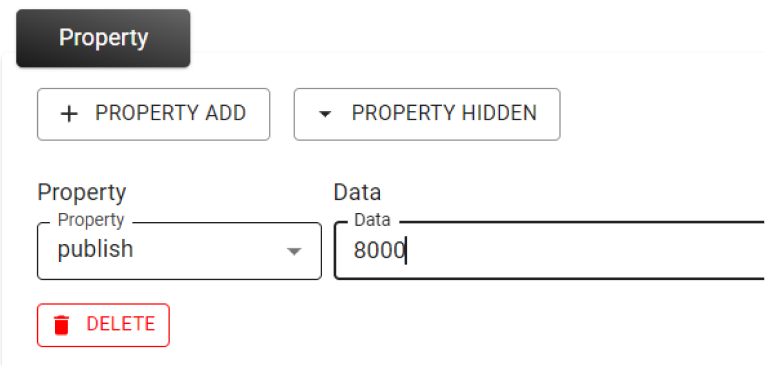 Property
PROPERTY ADD
PROPERTY HIDDEN
Property
Data
Property
Data
publish
8000
DELETE